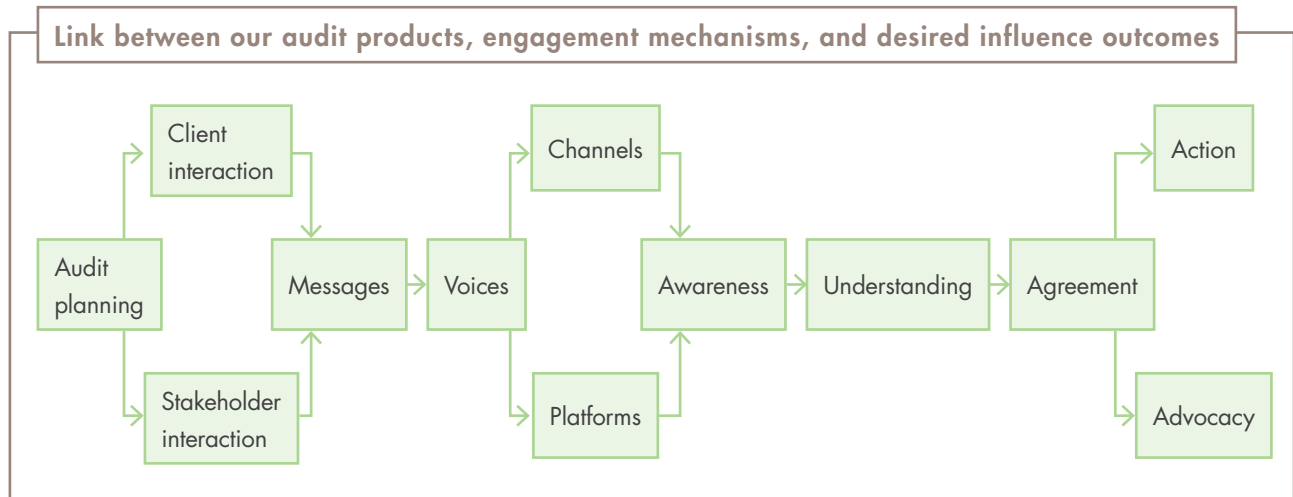 Link between our audit products, engagement mechanisms, and desired influence outcomes
Audit
planning
Client
interaction
Stakeholder
interaction
Messages
Voices
Channels
Platforms
Awareness
Understanding
Agreement
Action
Advocacy